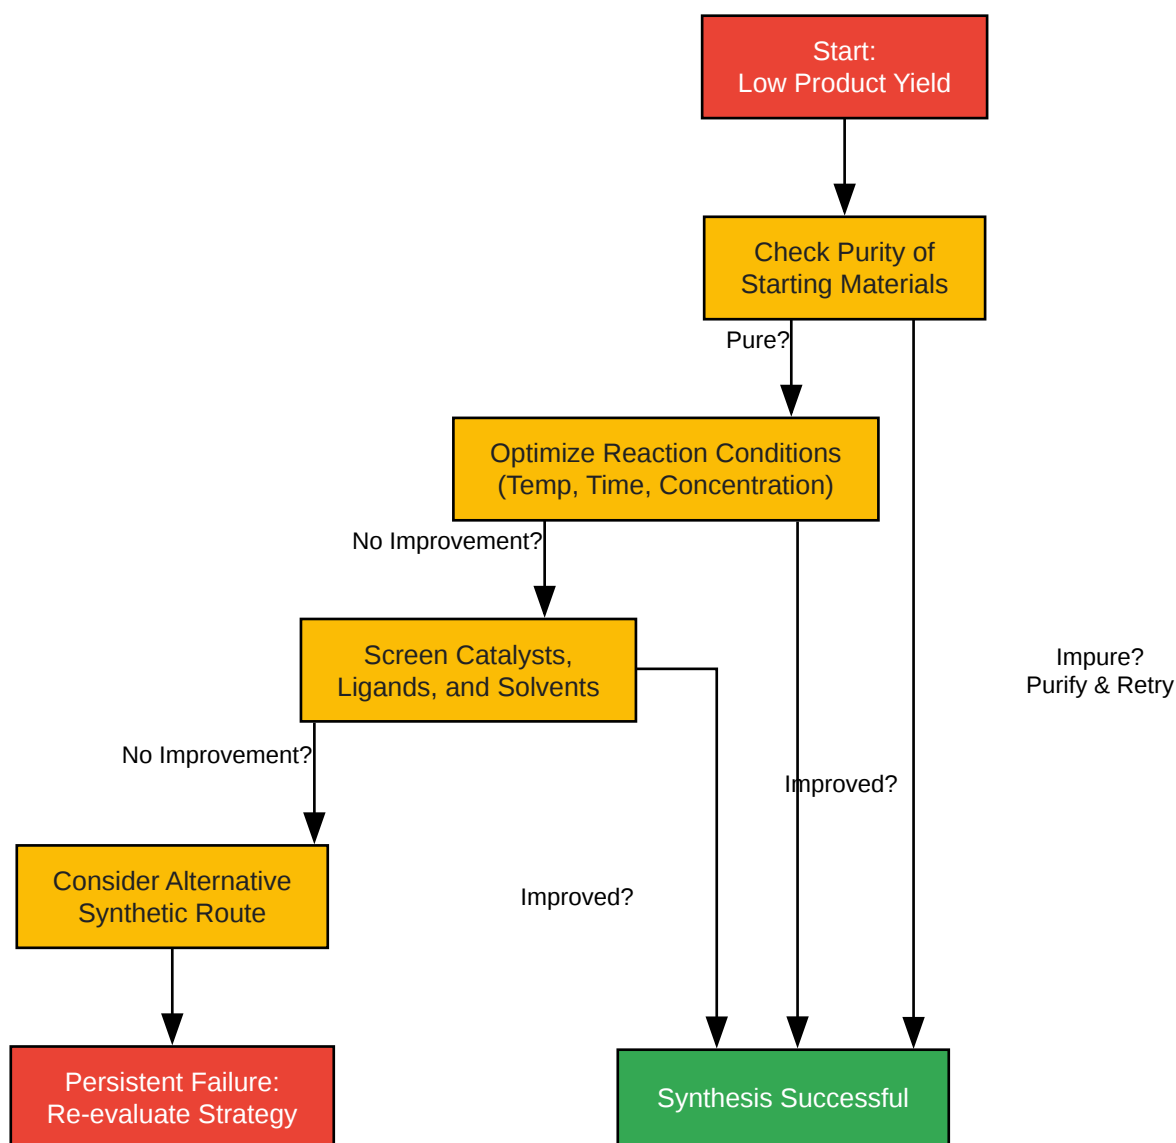 Start:
Low Product Yield
Check Purity of
Starting Materials
Pure?
Optimize Reaction Conditions
(Temp, Time, Concentration)
No Improvement?
Screen Catalysts,
Ligands, and Solvents
Impure?
Purify & Retry
No Improvement?
Improved?
Consider Alternative
Synthetic Route
Improved?
Persistent Failure:
Re-evaluate Strategy
Synthesis Successful